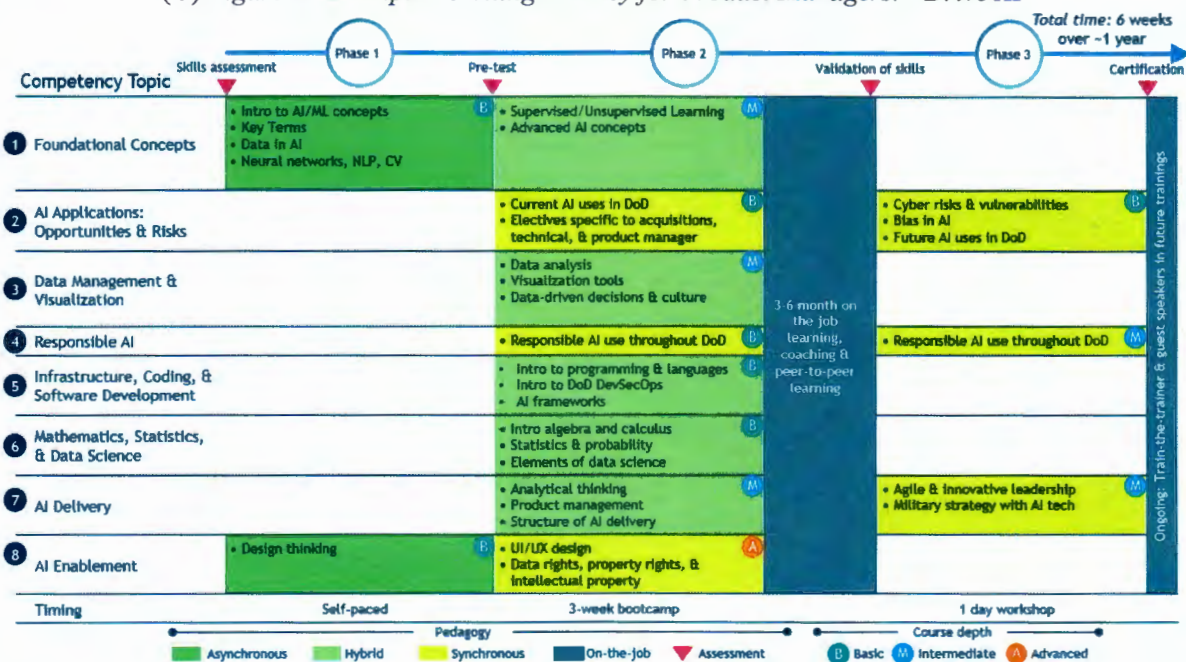 Total time: 6 weeks
over ~1 year
Phase 1
Phase 2
Phase 3
Competency Topic
Skills assessment
Pre-test
Validation of skills
Certification
1 Foundational Concepts
• Intro to AI/ML concepts
• Key Terms
• Data in AI
• Neural networks, NLP, CV
B
• Supervised/Unsupervised Learning
• Advanced AI concepts
M
2 AI Applications:
Opportunities & Risks
• Current AI uses in DoD
• Electives specific to acquisitions,
technical, & product manager
B
• Cyber risks & vulnerabilities
• Bias in AI
• Future AI uses in DoD
B
3 Data Management &
Visualization
• Data analysis
• Visualization tools
• Data-driven decisions & culture
M
4 Responsible AI
• Responsible AI use throughout DoD
B
• Responsible AI use throughout DoD
M
5 Infrastructure, Coding, &
Software Development
• Intro to programming & languages
• Intro to DoD DevSecOps
• AI frameworks
B
6 Mathematics, Statistics,
& Data Science
• Intro algebra and calculus
• Statistics & probability
• Elements of data science
B
7 AI Delivery
• Analytical thinking
• Product management
• Structure of AI delivery
M
• Agile & innovative leadership
• Military strategy with AI tech
M
8 AI Enablement
• Design thinking
B
• UI/UX design
• Data rights, property rights, &
intellectual property
A
3-6 month on
the job
learning,
coaching &
peer-to-peer
learning
Ongoing: Train-the-trainer & guest speakers in future trainings
Timing
Self-paced
3-week bootcamp
1 day workshop
Pedagogy
Course depth
Asynchronous
Hybrid
Synchronous
On-the-job
Assessment
B Basic
M Intermediate
A Advanced